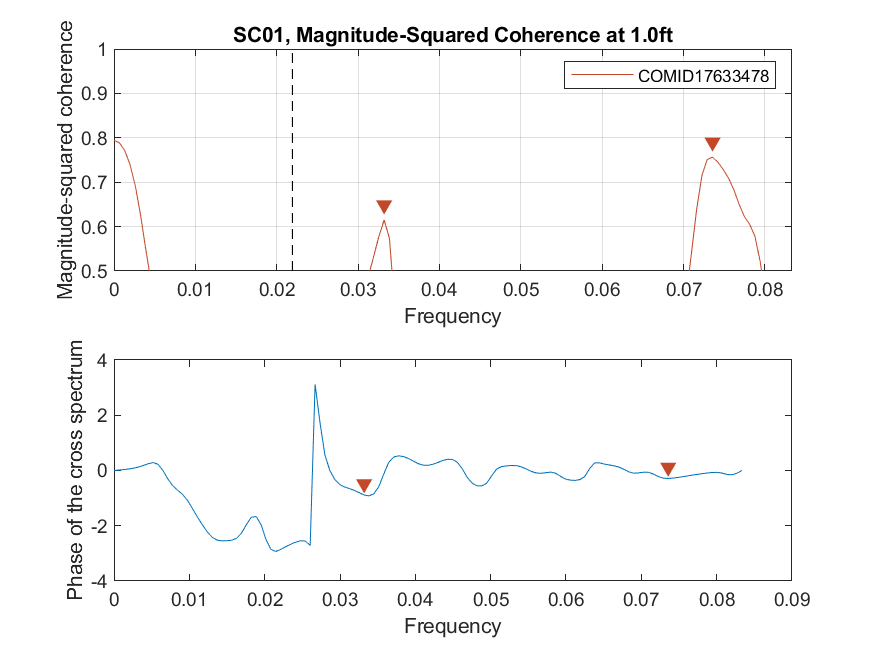 SC01, Magnitude-Squared Coherence at 1.0ft
Magnitude-squared coherence
1
0.9
0.8
0.7
0.6
0.5
COMID17633478
0 0.01 0.02 0.03 0.04 0.05 0.06 0.07 0.08
Frequency
Phase of the cross spectrum
4
2
0
-2
-4
0 0.01 0.02 0.03 0.04 0.05 0.06 0.07 0.08 0.09
Frequency